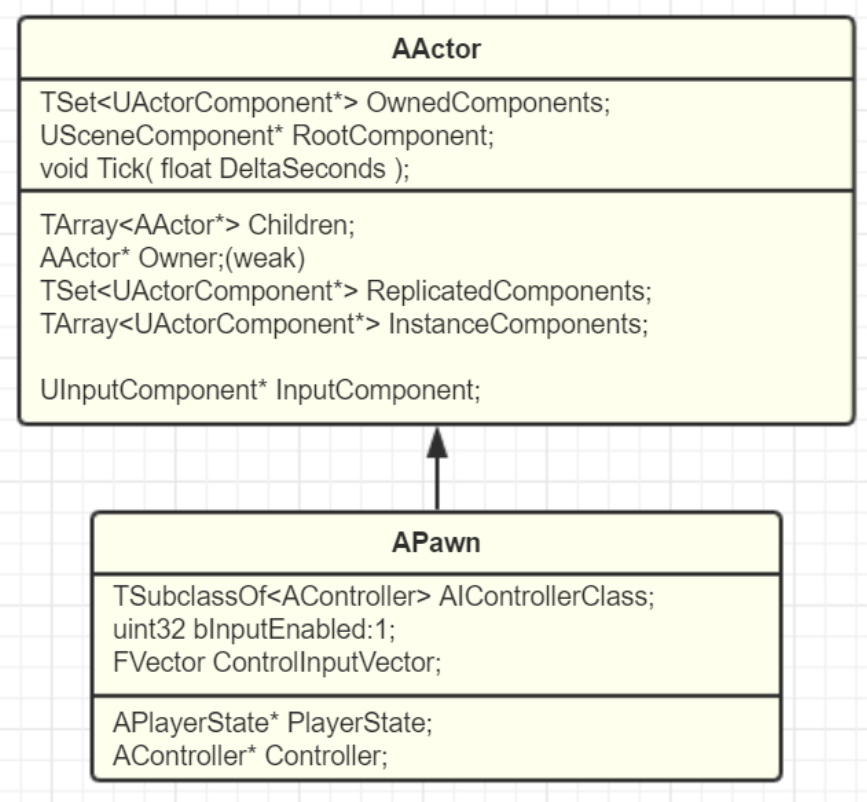 AActor
TSet<UActorComponent*> OwnedComponents;
USceneComponent* RootComponent;
void Tick( float DeltaSeconds );
TArray<AActor*> Children;
AActor* Owner;(weak)
TSet<UActorComponent*> ReplicatedComponents;
TArray<UActorComponent*> InstanceComponents;
UInputComponent* InputComponent;
APawn
TSubclassOf<AController> AIControllerClass;
uint32 bInputEnabled:1;
FVector ControlInputVector;
APlayerState* PlayerState;
AController* Controller;